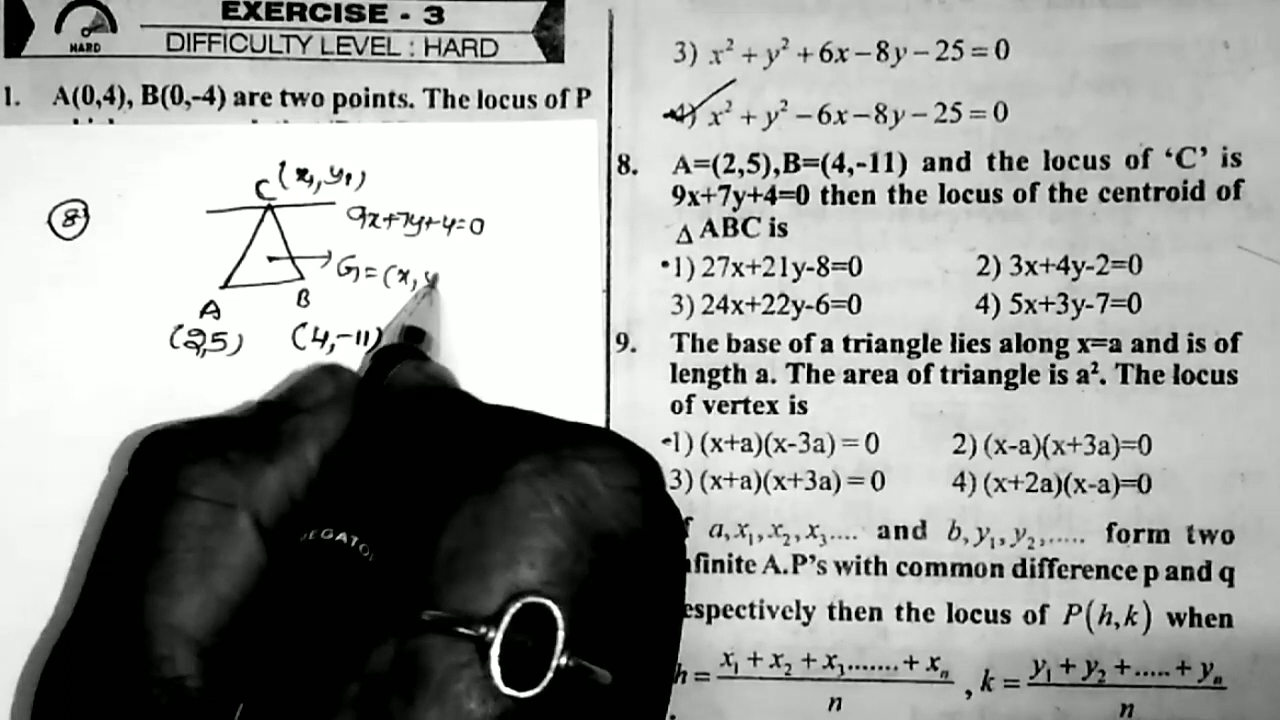 EXERCISE - 3
HARD
DIFFICULTY LEVEL : HARD
1. A(0,4), B(0,-4) are two points. The locus of P
8
C (x₁, y₁)
9x+7y+4=0
G = (x, y
A
B
(2,5)
(4,-11)
3) x² + y² + 6x − 8y − 25 = 0
4) x² + y² − 6x − 8y − 25 = 0
8. A=(2,5),B=(4,-11) and the locus of ‘C’ is
9x+7y+4=0 then the locus of the centroid of
△ ABC is
1) 27x+21y-8=0 2) 3x+4y-2=0
3) 24x+22y-6=0 4) 5x+3y-7=0
9. The base of a triangle lies along x=a and is of
length a. The area of triangle is a². The locus
of vertex is
1) (x+a)(x-3a) = 0 2) (x-a)(x+3a)=0
3) (x+a)(x+3a) = 0 4) (x+2a)(x-a)=0
a, x₁, x₂, x₃.... and b, y₁, y₂, ..... form two
A.P’s with common difference p and q
then the locus of P(h, k) when
h = x₁ + x₂ + x₃ ....... + xₙ / n , k = y₁ + y₂ + ..... + yₙ / n